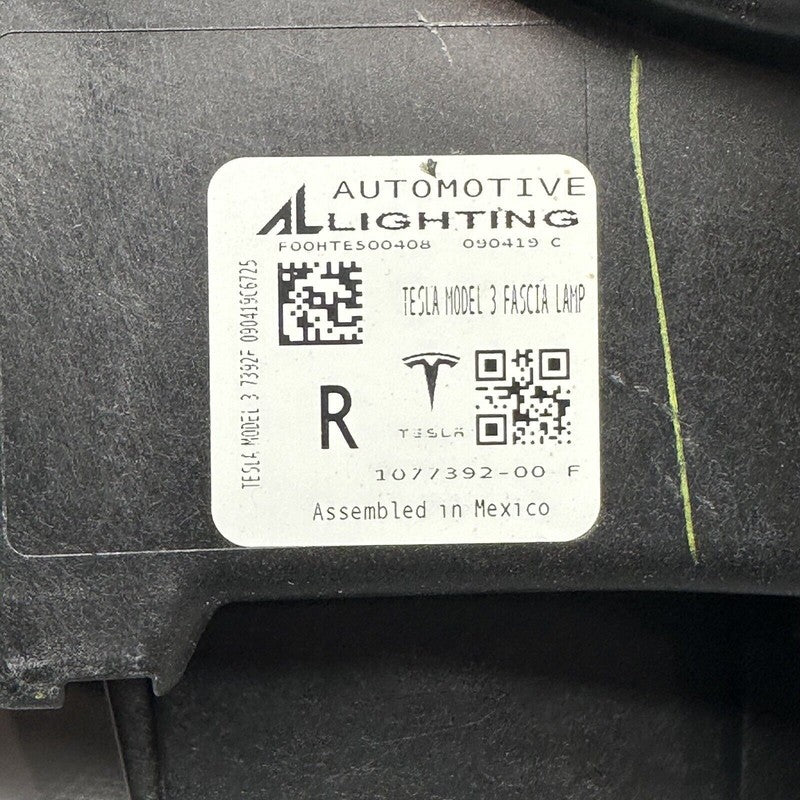 AUTOMOTIVE
AL LIGHTING
F00HTE500408 090419 C
TESLA MODEL 3 FASCIA LAMP
TESLA MODEL 3 7392F 090419C6725
R
TESLA
1077392-00 F
Assembled in Mexico